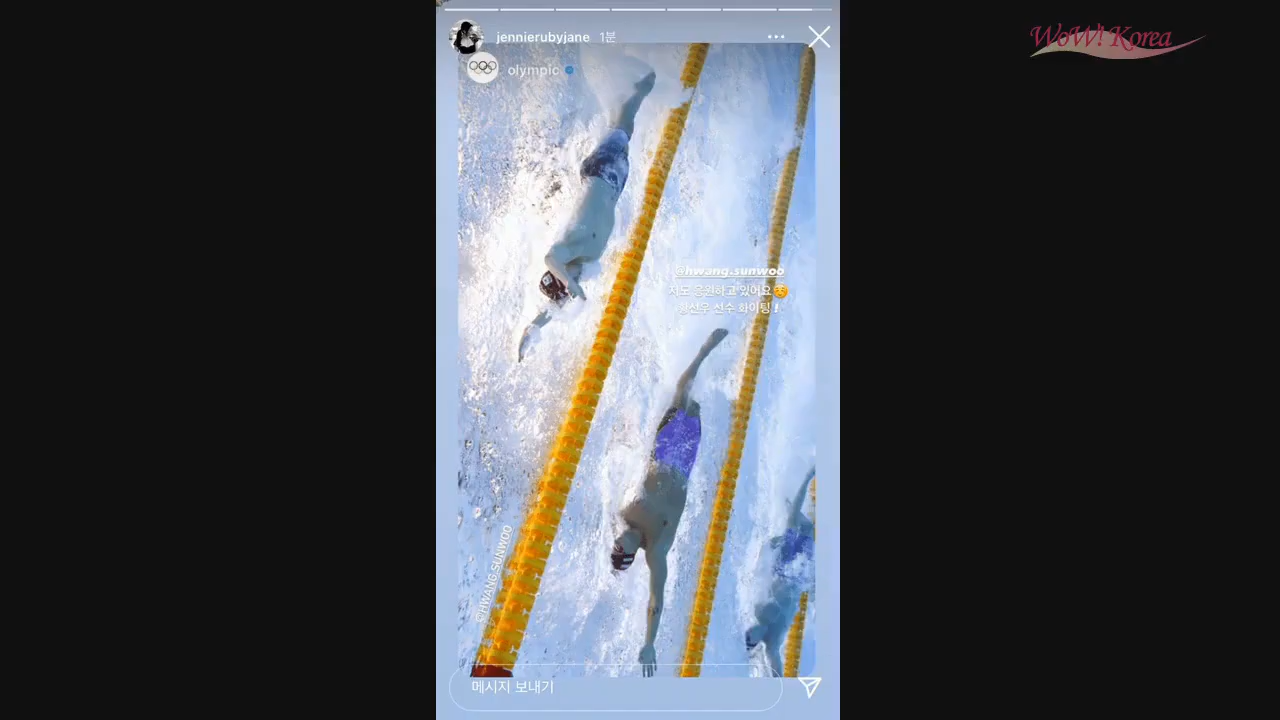 jennierubyjane 1분
WoW! Korea
olympic
@hwang.sunwoo
저도 응원하고 있어요
황선우 선수 화이팅 !
@HWANG.SUNWOO
메시지 보내기